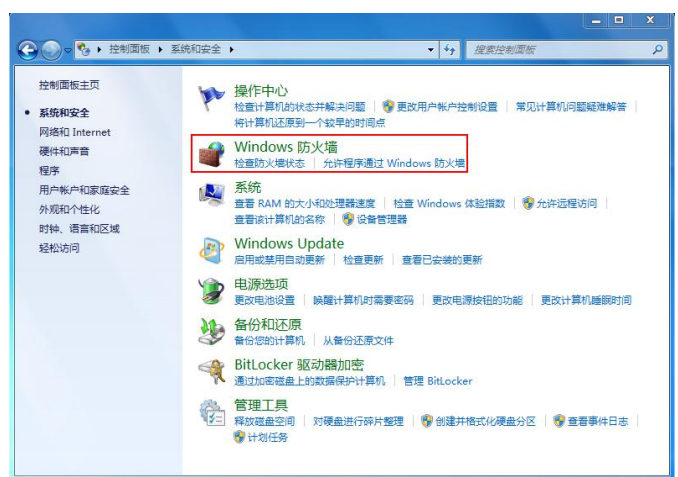 控制面板 系统和安全 搜索控制面板
控制面板主页
系统和安全
网络和 Internet
硬件和声音
程序
用户帐户和家庭安全
外观和个性化
时钟、语言和区域
轻松访问
操作中心
检查计算机的状态并解决问题 更改用户帐户控制设置 常见计算机问题疑难解答
将计算机还原到一个较早的时间点
Windows 防火墙
检查防火墙状态 允许程序通过 Windows 防火墙
系统
查看 RAM 的大小和处理器速度 检查 Windows 体验指数 允许远程访问
查看该计算机的名称 设备管理器
Windows Update
启用或禁用自动更新 检查更新 查看已安装的更新
电源选项
更改电池设置 唤醒计算机时需要密码 更改电源按钮的功能 更改计算机睡眠时间
备份和还原
备份您的计算机 从备份还原文件
BitLocker 驱动器加密
通过加密磁盘上的数据保护计算机 管理 BitLocker
管理工具
释放磁盘空间 对硬盘进行碎片整理 创建并格式化硬盘分区 查看事件日志
计划任务